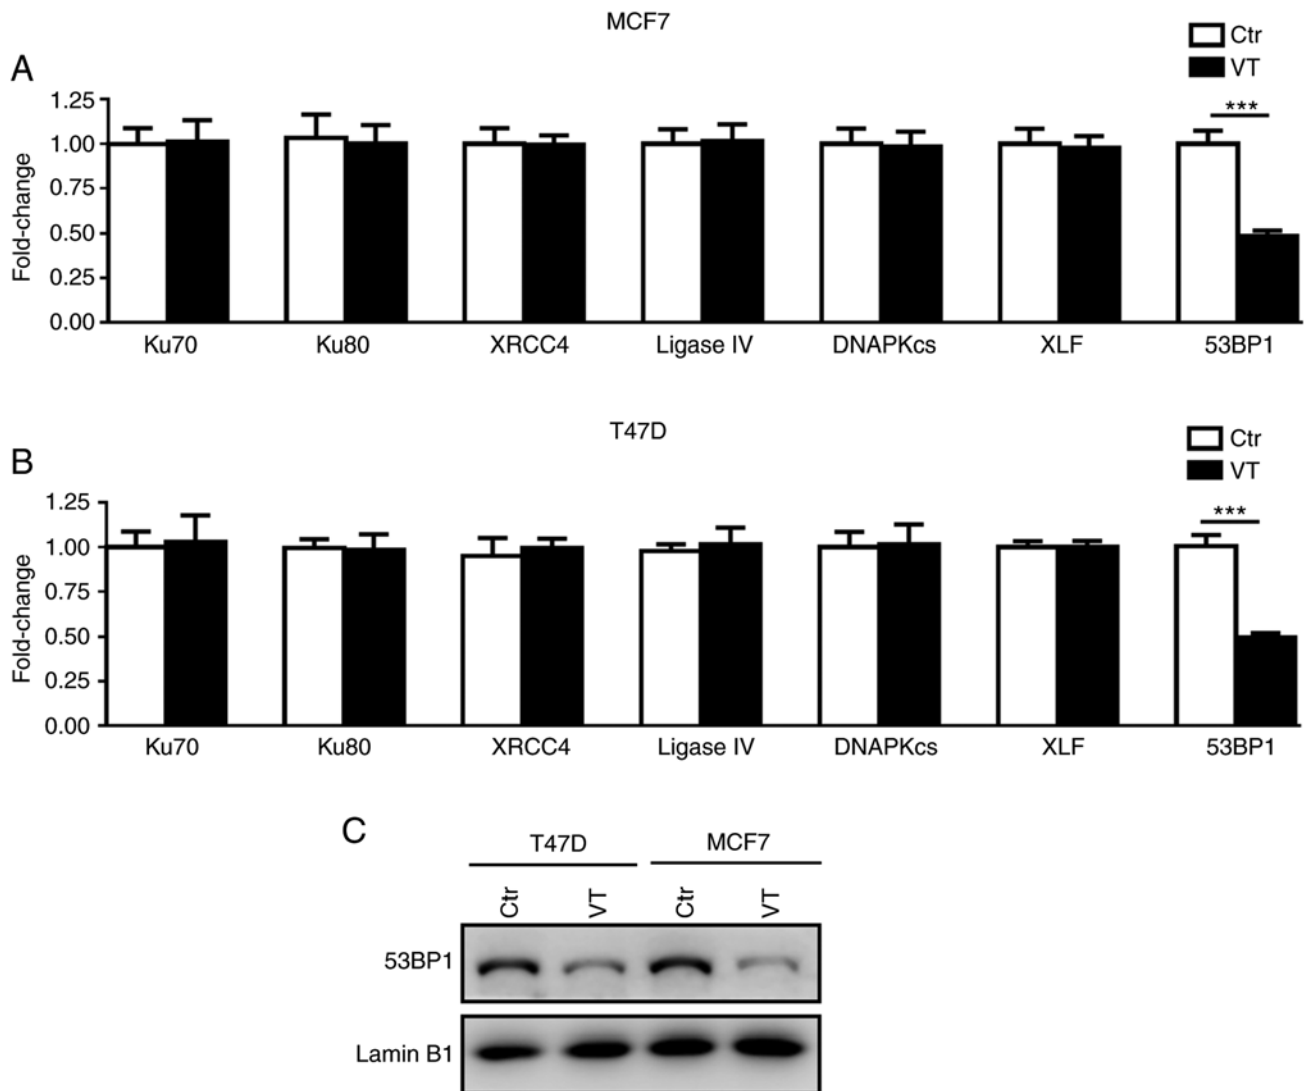 MCF7
Ctr
VT
A
***
1.25
1.00
0.75
0.50
0.25
0.00
Fold-change
Ku70 Ku80 XRCC4 Ligase IV DNAPKcs XLF 53BP1
T47D
Ctr
VT
B
***
1.25
1.00
0.75
0.50
0.25
0.00
Fold-change
Ku70 Ku80 XRCC4 Ligase IV DNAPKcs XLF 53BP1
C
T47D MCF7
Ctr VT Ctr VT
53BP1
Lamin B1